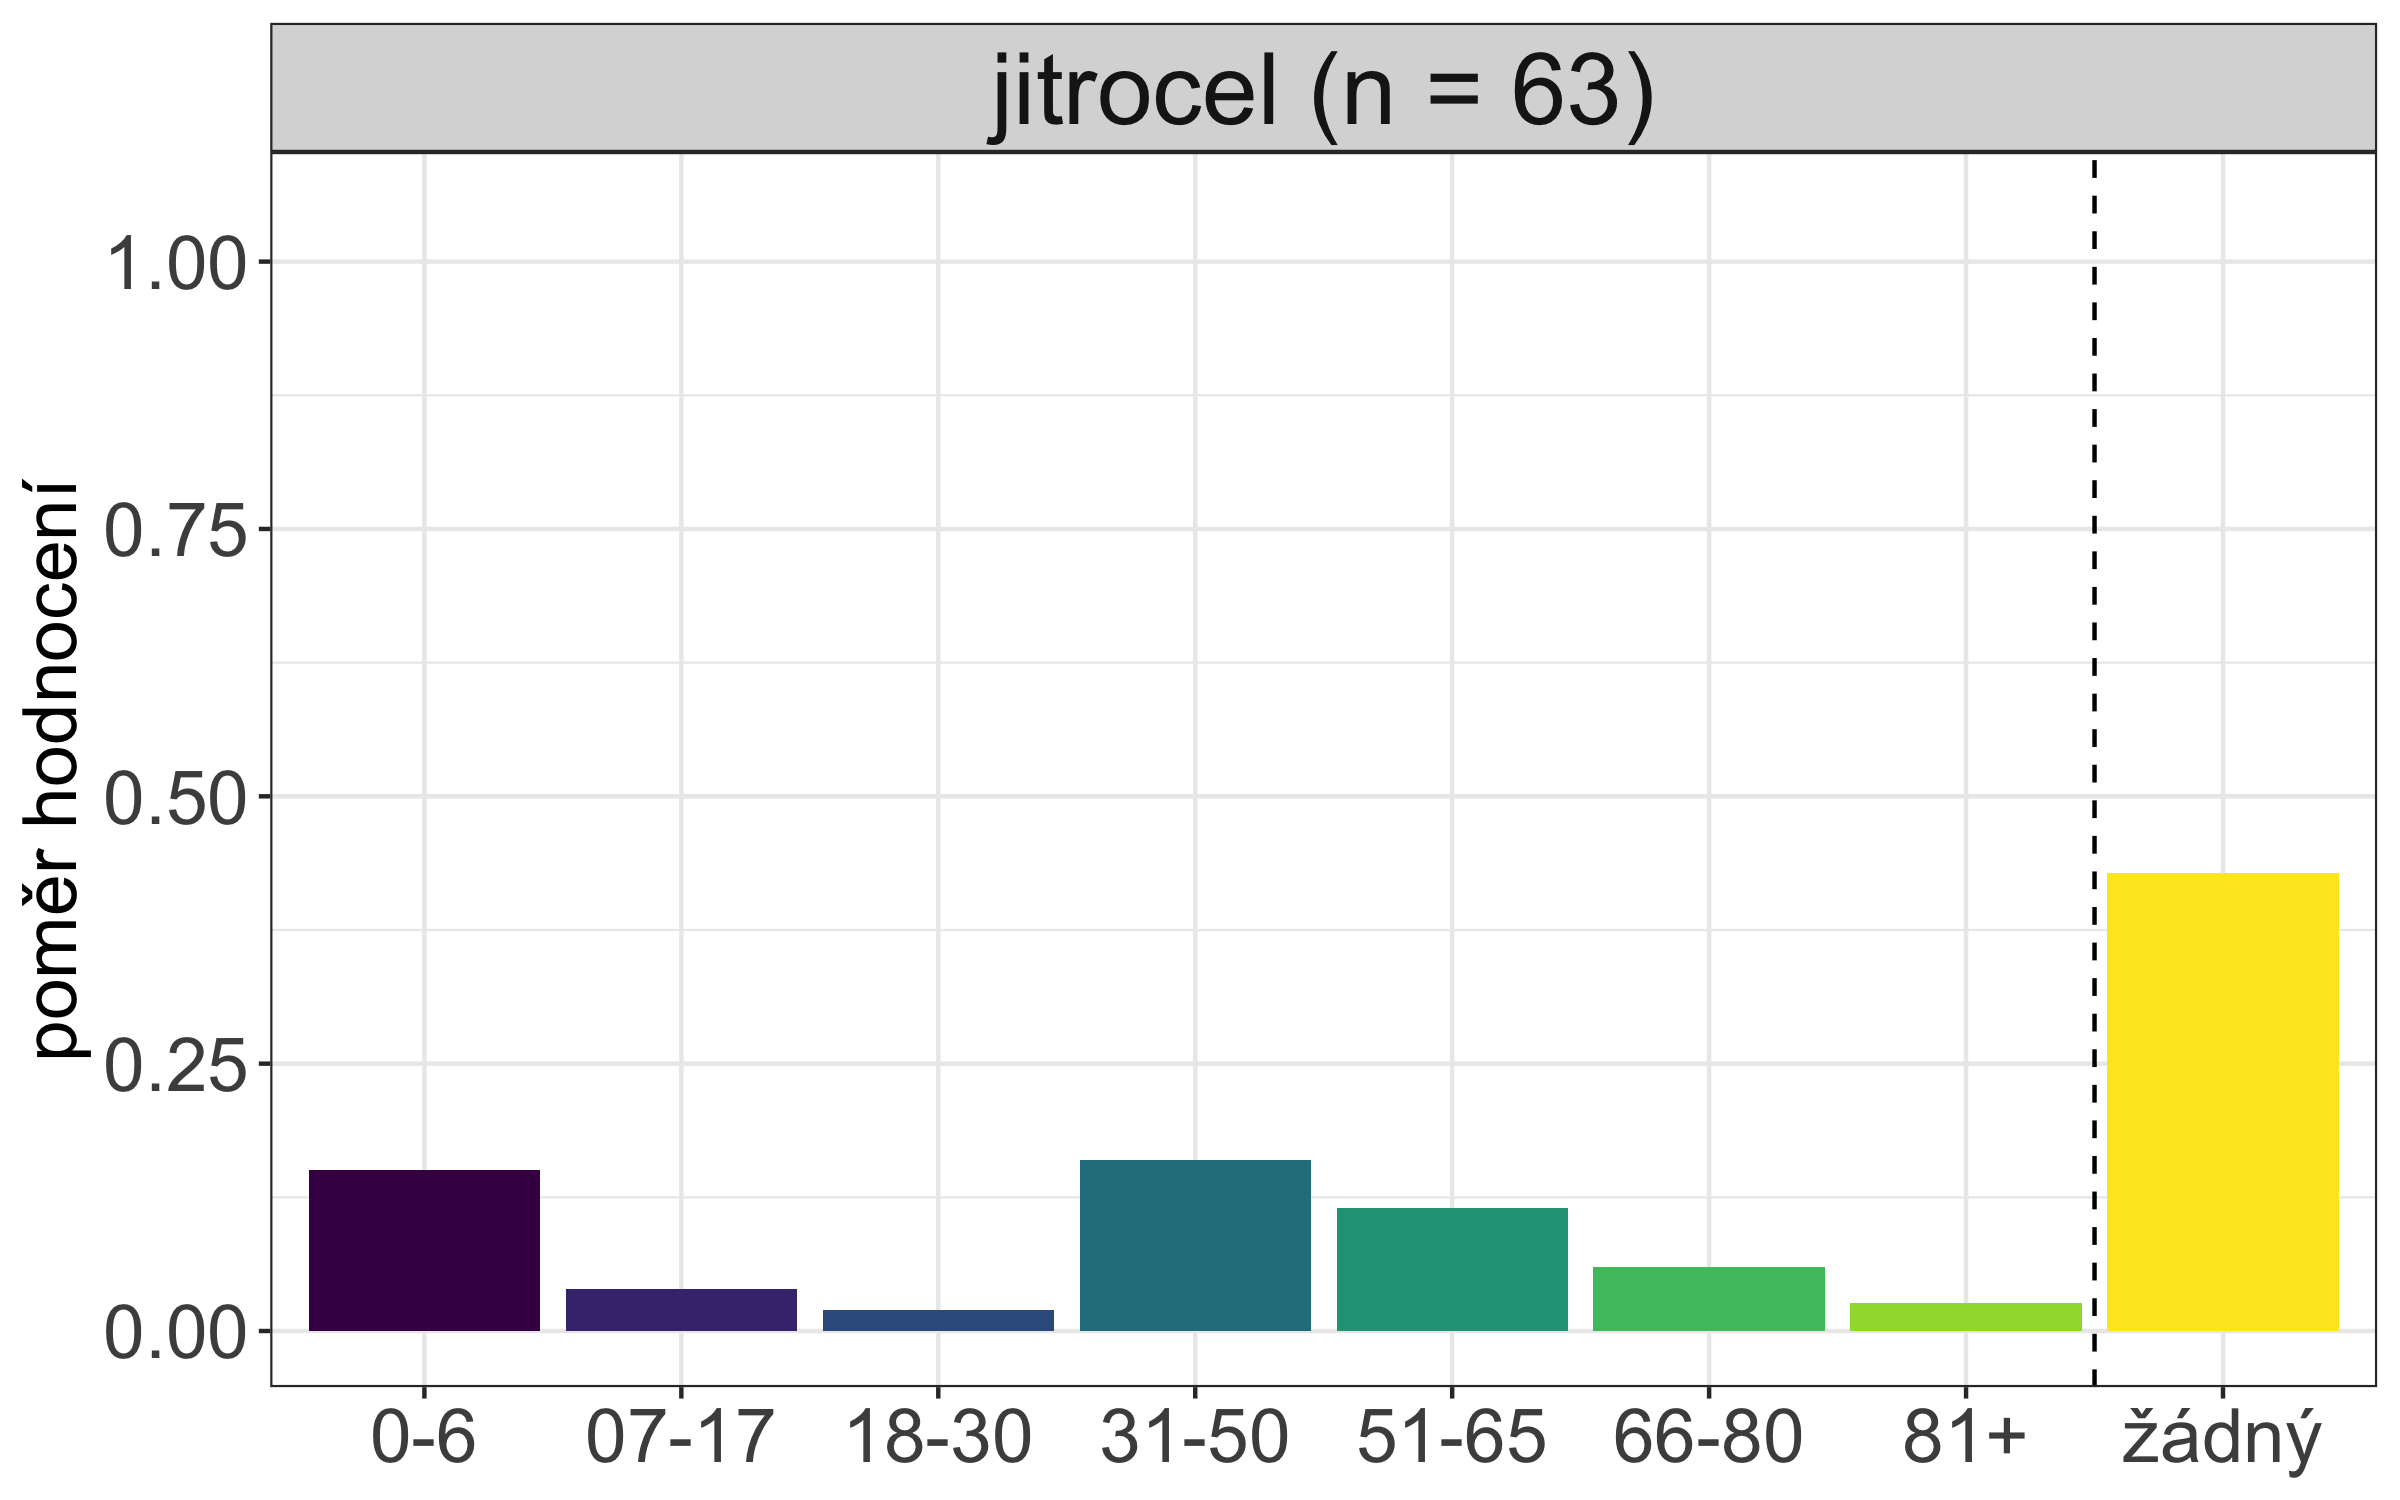 jitrocel (n = 63)
poměr hodnocení
1.00
0.75
0.50
0.25
0.00
0-6 07-17 18-30 31-50 51-65 66-80 81+ žádný